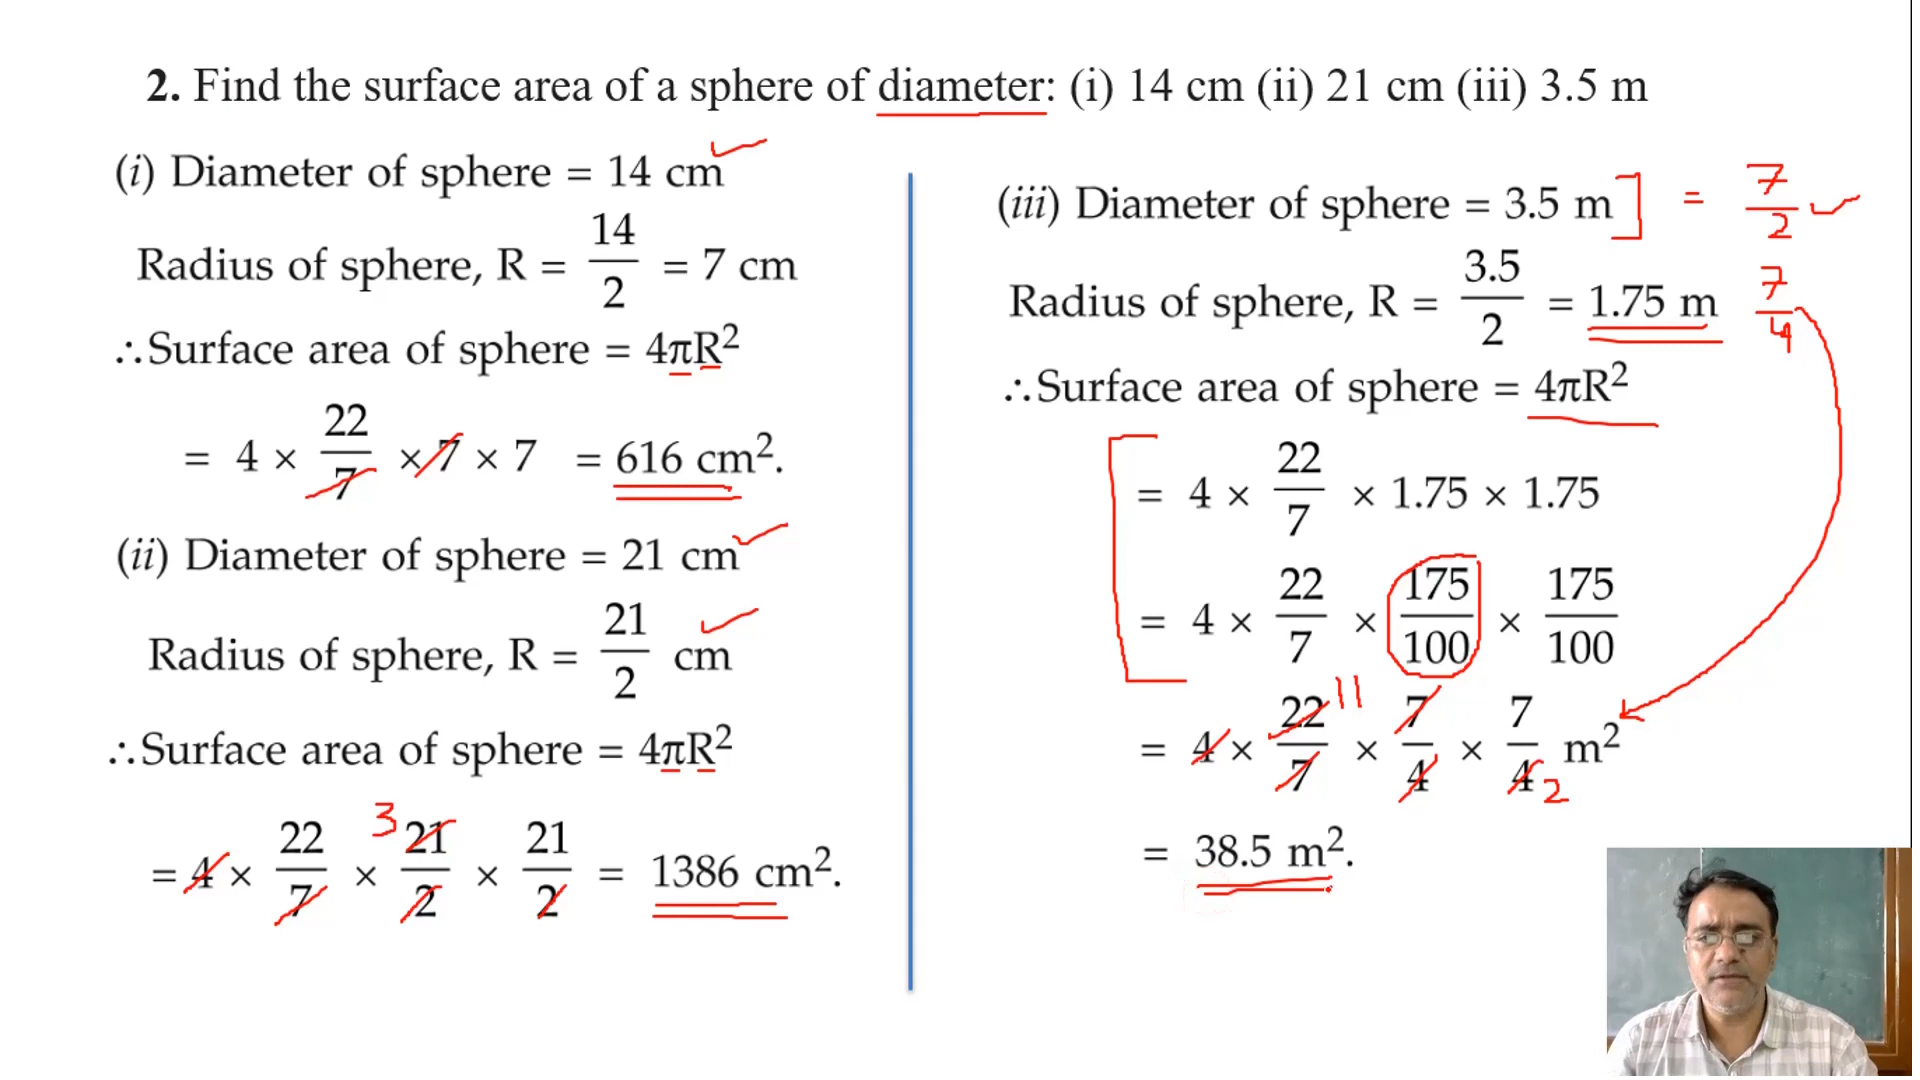 2. Find the surface area of a sphere of diameter: (i) 14 cm (ii) 21 cm (iii) 3.5 m
(i) Diameter of sphere = 14 cm
Radius of sphere, R = 14/2 = 7 cm
∴Surface area of sphere = 4πR²
= 4 × 22/7 × 7 × 7 = 616 cm².
(ii) Diameter of sphere = 21 cm
Radius of sphere, R = 21/2 cm
∴Surface area of sphere = 4πR²
3
= 4 × 22/7 × 21/2 × 21/2 = 1386 cm².
(iii) Diameter of sphere = 3.5 m ] = 7/2
Radius of sphere, R = 3.5/2 = 1.75 m 7/4
∴Surface area of sphere = 4πR²
= 4 × 22/7 × 1.75 × 1.75
= 4 × 22/7 × 175/100 × 175/100
11
= 4 × 22/7 × 7/4 × 7/4 m²
2
= 38.5 m².